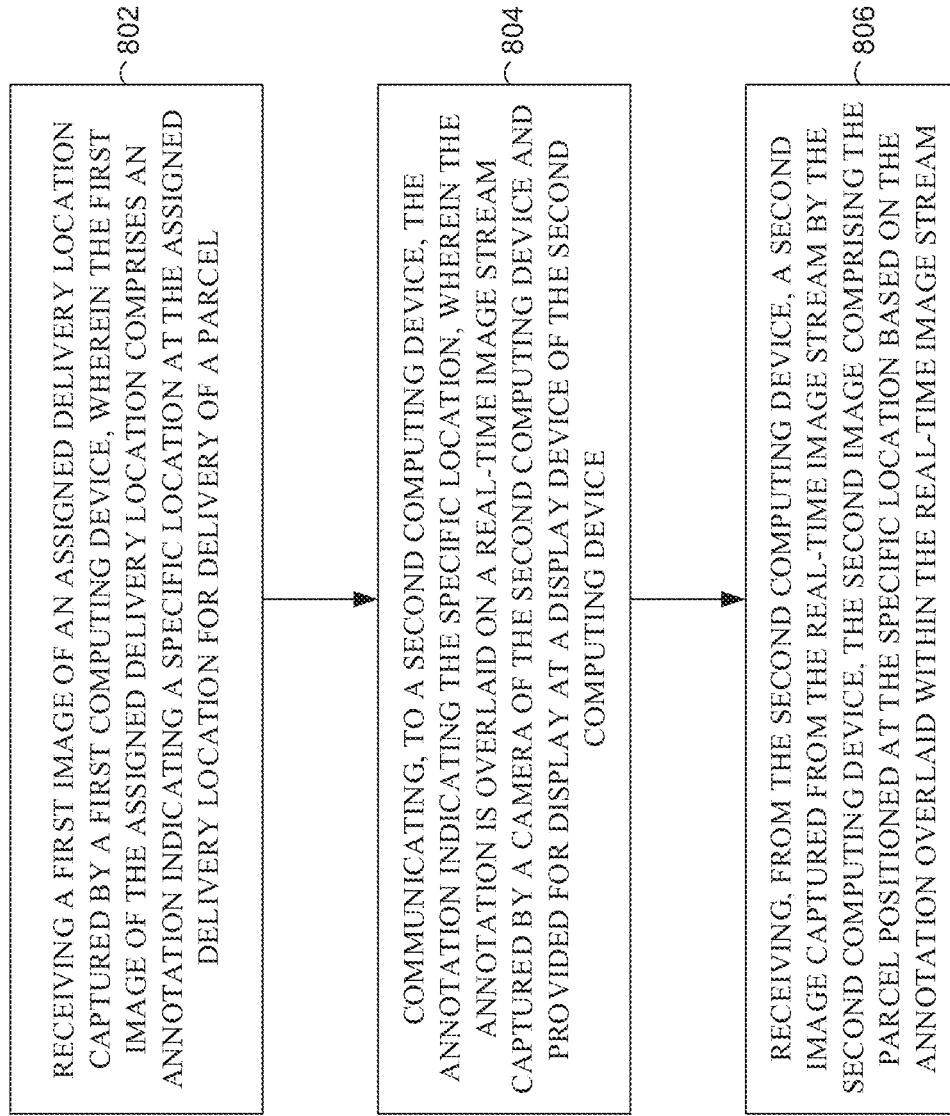 RECEIVING A FIRST IMAGE OF AN ASSIGNED DELIVERY LOCATION
CAPTURED BY A FIRST COMPUTING DEVICE, WHEREIN THE FIRST
IMAGE OF THE ASSIGNED DELIVERY LOCATION COMPRISES AN
ANNOTATION INDICATING A SPECIFIC LOCATION AT THE ASSIGNED
DELIVERY LOCATION FOR DELIVERY OF A PARCEL
802
COMMUNICATING, TO A SECOND COMPUTING DEVICE, THE
ANNOTATION INDICATING THE SPECIFIC LOCATION, WHEREIN THE
ANNOTATION IS OVERLAID ON A REAL-TIME IMAGE STREAM
CAPTURED BY A CAMERA OF THE SECOND COMPUTING DEVICE AND
PROVIDED FOR DISPLAY AT A DISPLAY DEVICE OF THE SECOND
COMPUTING DEVICE
804
RECEIVING, FROM THE SECOND COMPUTING DEVICE, A SECOND
IMAGE CAPTURED FROM THE REAL-TIME IMAGE STREAM BY THE
SECOND COMPUTING DEVICE, THE SECOND IMAGE COMPRISING THE
PARCEL POSITIONED AT THE SPECIFIC LOCATION BASED ON THE
ANNOTATION OVERLAID WITHIN THE REAL-TIME IMAGE STREAM
806